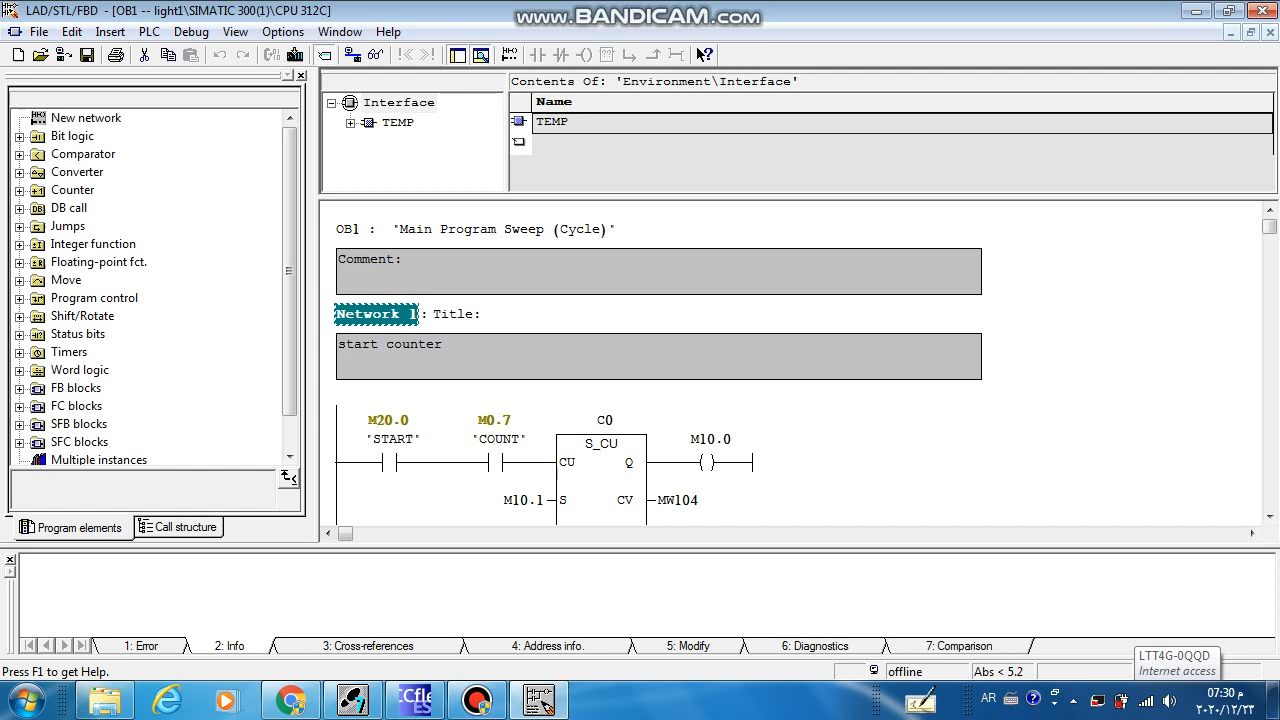 LAD/STL/FBD - [OB1 -- light1\SIMATIC 300(1)\CPU 312C]
www.BANDICAM.com
File Edit Insert PLC Debug View Options Window Help
New network
Bit logic
Comparator
Converter
Counter
DB call
Jumps
Integer function
Floating-point fct.
Move
Program control
Shift/Rotate
Status bits
Timers
Word logic
FB blocks
FC blocks
SFB blocks
SFC blocks
Multiple instances
Program elements
Call structure
Interface
TEMP
Contents Of: 'Environment\Interface'
Name
TEMP
OB1 : "Main Program Sweep (Cycle)"
Comment:
Network 1: Title:
start counter
M20.0 M0.7 C0
"START" "COUNT" S_CU M10.0
CU Q
M10.1 S CV MW104
1: Error 2: Info 3: Cross-references 4: Address info. 5: Modify 6: Diagnostics 7: Comparison
LTT4G-0QQD
Internet access
Press F1 to get Help.
offline Abs < 5.2
Cfle
ES
AR
07:30 م
٢٠٢٠/١٢/٢٣